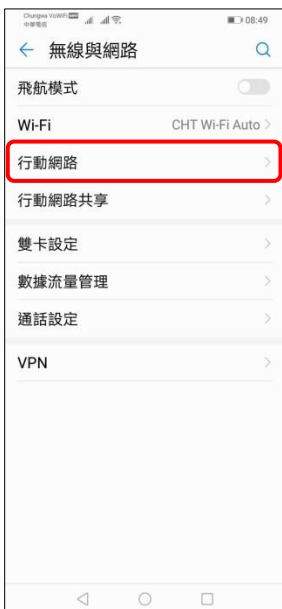 Chungwa VoWiFi 08:49
中華電信
無線與網路
飛航模式
Wi-Fi CHT Wi-Fi Auto
行動網路
行動網路共享
雙卡設定
數據流量管理
通話設定
VPN